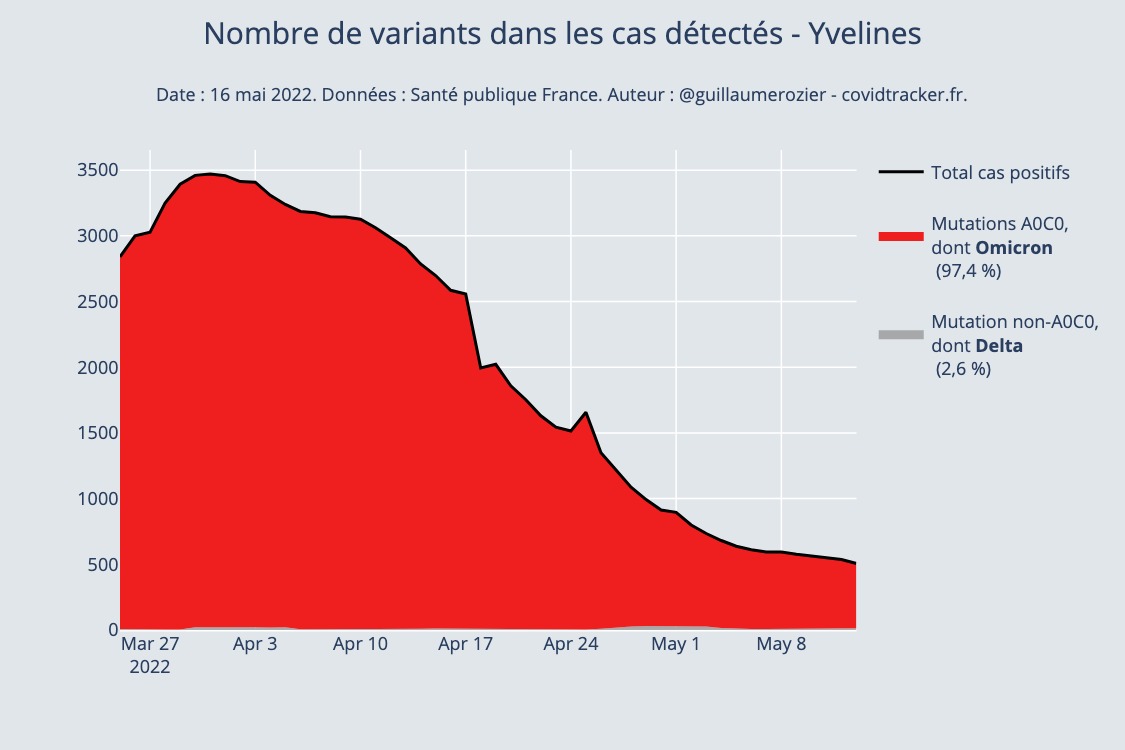 Nombre de variants dans les cas détectés - Yvelines
Date : 16 mai 2022. Données : Santé publique France. Auteur : @guillaumerozier - covidtracker.fr.
3500
3000
2500
2000
1500
1000
500
0
Mar 27
2022
Apr 3
Apr 10
Apr 17
Apr 24
May 1
May 8
Total cas positifs
Mutations A0C0,
dont Omicron
(97,4 %)
Mutation non-A0C0,
dont Delta
(2,6 %)